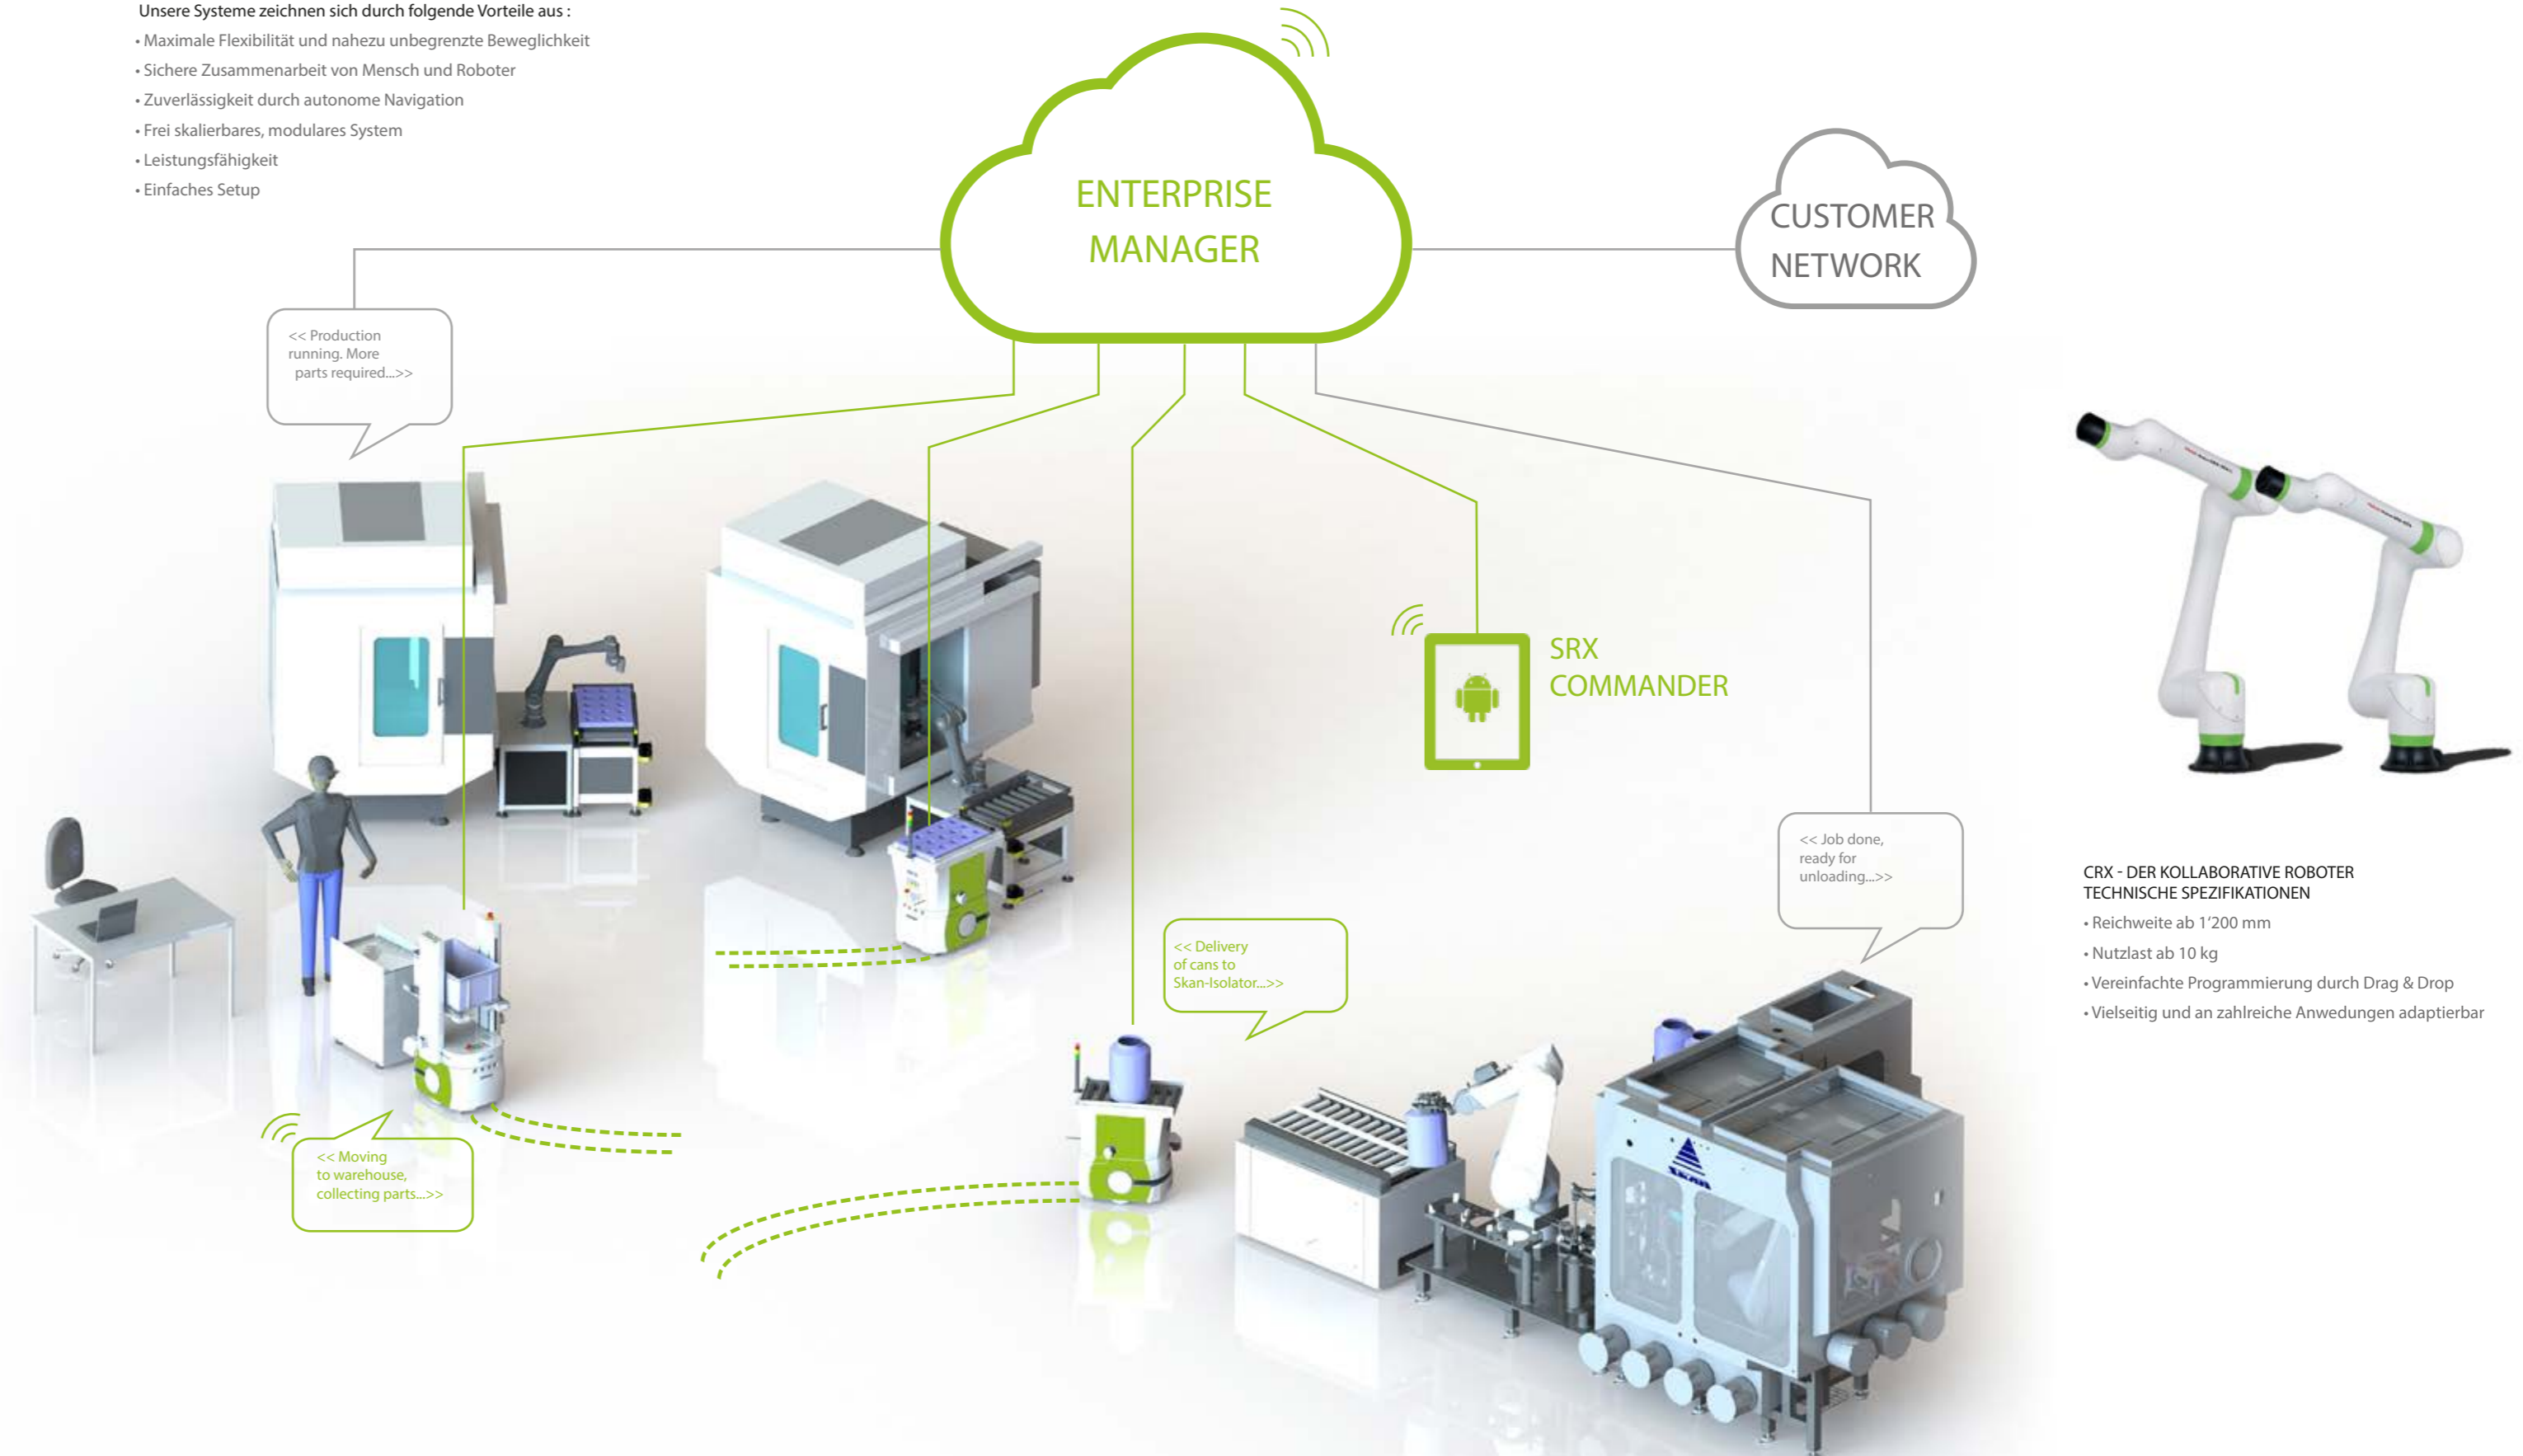 Unsere Systeme zeichnen sich durch folgende Vorteile aus :
• Maximale Flexibilität und nahezu unbegrenzte Beweglichkeit
• Sichere Zusammenarbeit von Mensch und Roboter
• Zuverlässigkeit durch autonome Navigation
• Frei skalierbares, modulares System
• Leistungsfähigkeit
• Einfaches Setup
ENTERPRISE
MANAGER
CUSTOMER
NETWORK
<< Production
running. More
parts required...>>
SRX
COMMANDER
<< Job done,
ready for
unloading...>>
<< Delivery
of cans to
Skan-Isolator...>>
<< Moving
to warehouse,
collecting parts...>>
CRX - DER KOLLABORATIVE ROBOTER
TECHNISCHE SPEZIFIKATIONEN
• Reichweite ab 1‘200 mm
• Nutzlast ab 10 kg
• Vereinfachte Programmierung durch Drag & Drop
• Vielseitig und an zahlreiche Anwedungen adaptierbar